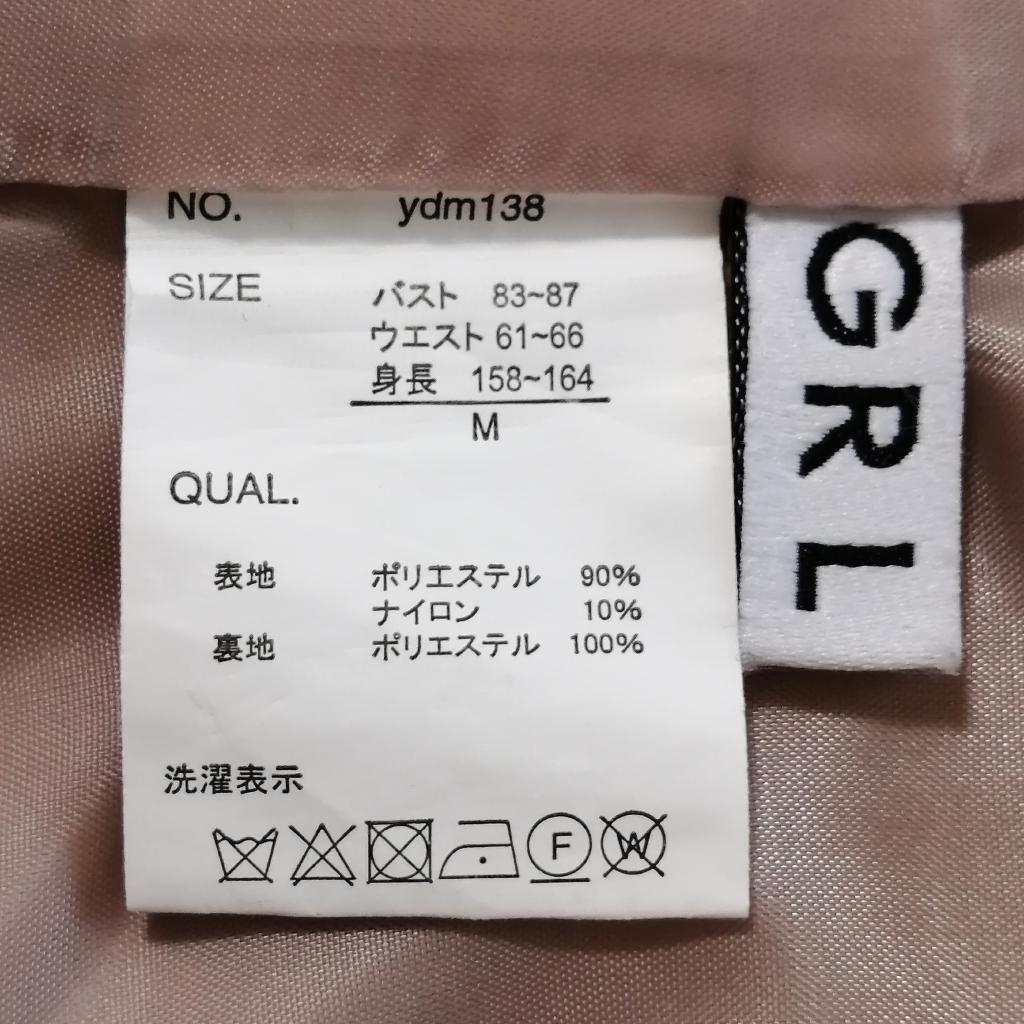 NO. ydm138
SIZE バスト 83~87
ウエスト 61~66
身長 158~164
M
QUAL.
表地 ポリエステル 90%
ナイロン 10%
裏地 ポリエステル 100%
洗濯表示
F W
GRL